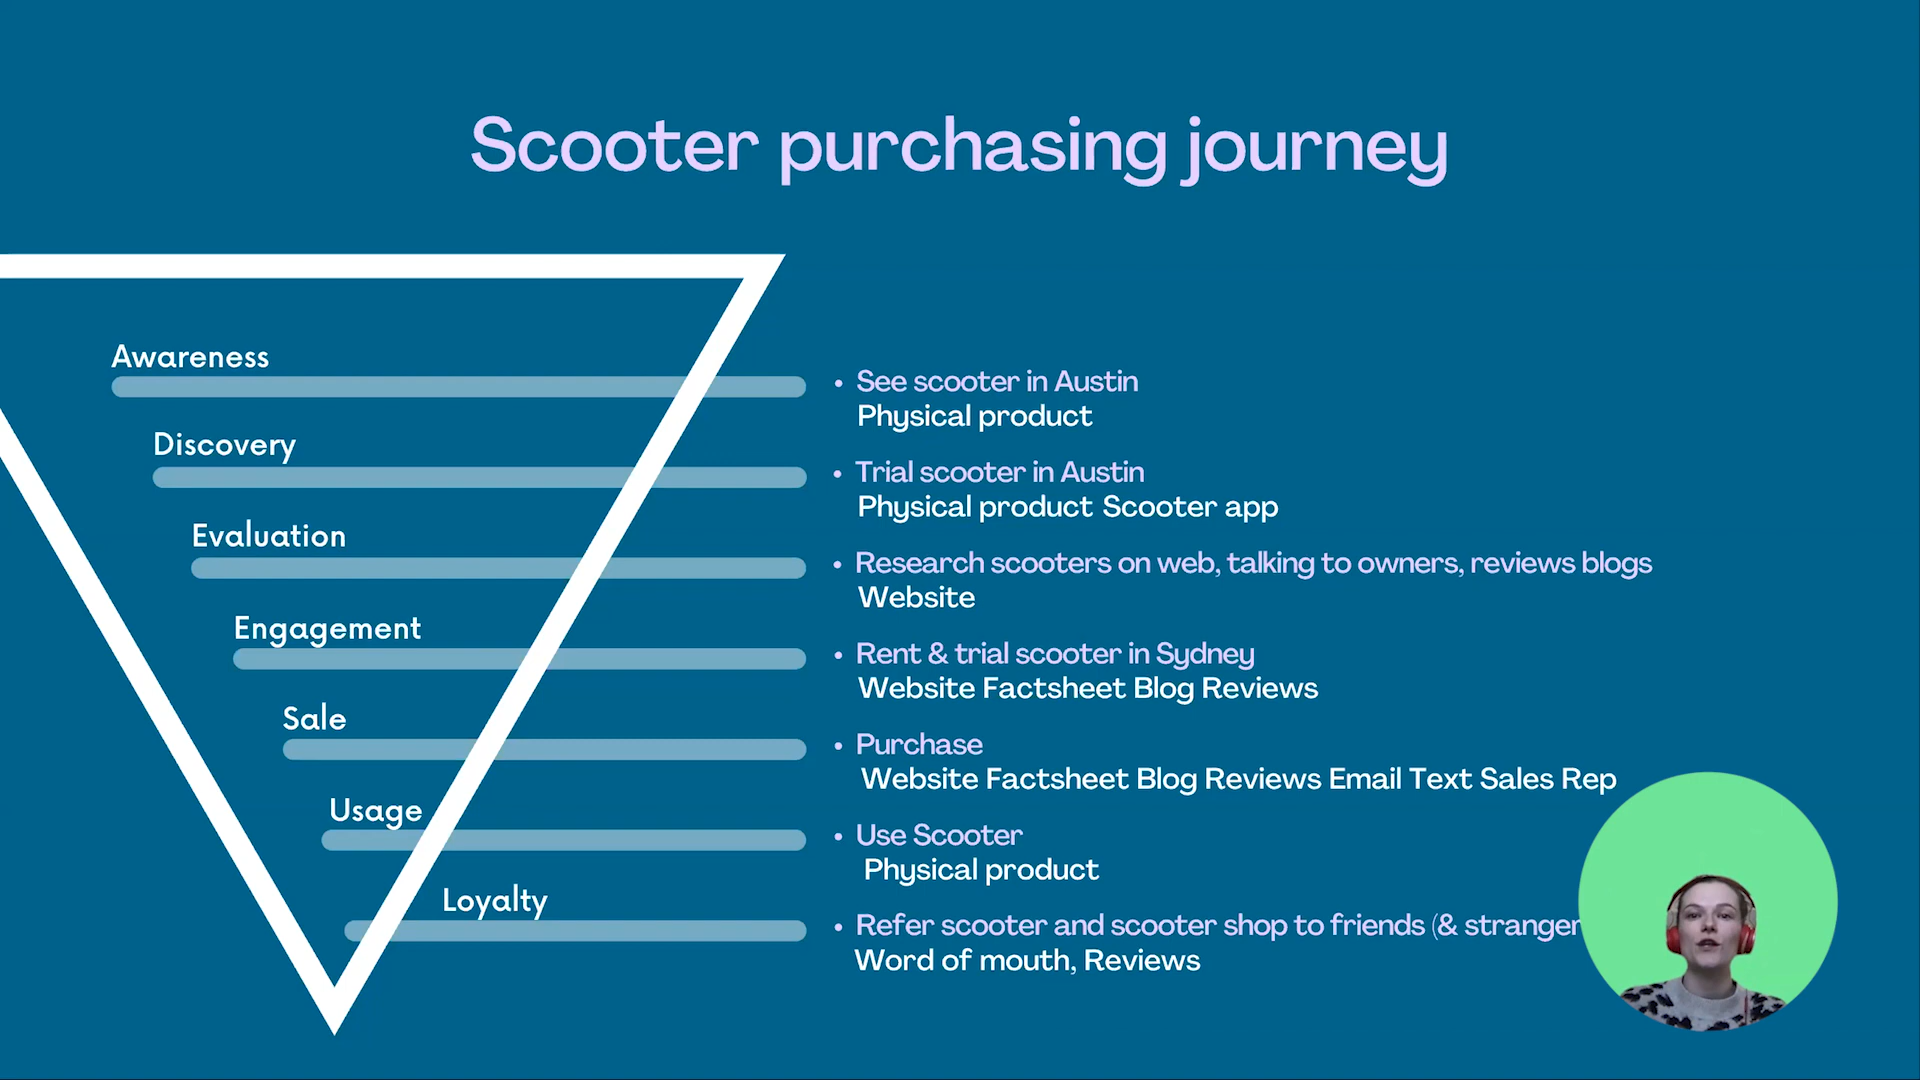 Scooter purchasing journey
Awareness
• See scooter in Austin
Physical product
Discovery
• Trial scooter in Austin
Physical product Scooter app
Evaluation
• Research scooters on web, talking to owners, reviews blogs
Website
Engagement
• Rent & trial scooter in Sydney
Website Factsheet Blog Reviews
Sale
• Purchase
Website Factsheet Blog Reviews Email Text Sales Rep
Usage
• Use Scooter
Physical product
Loyalty
• Refer scooter and scooter shop to friends (& stranger
Word of mouth, Reviews